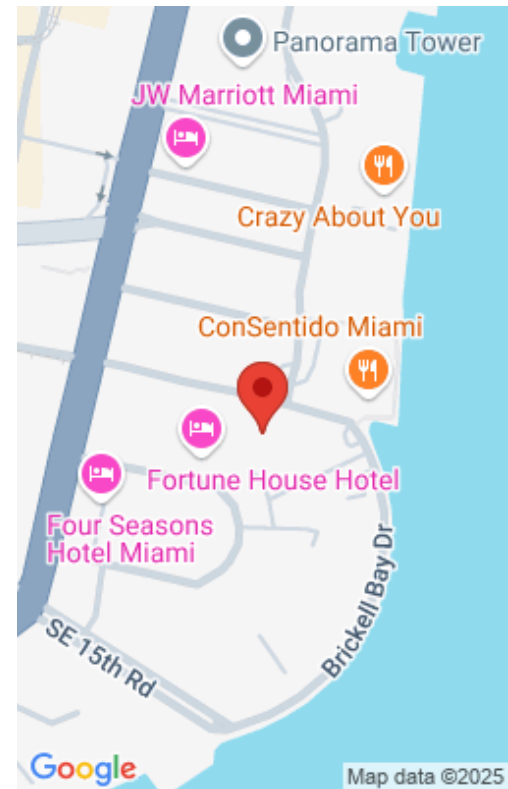 Panorama Tower
JW Marriott Miami
Crazy About You
ConSentido Miami
Fortune House Hotel
Four Seasons
Hotel Miami
Brickell Bay Dr
SE 15th Rd
Google
Map data ©2025